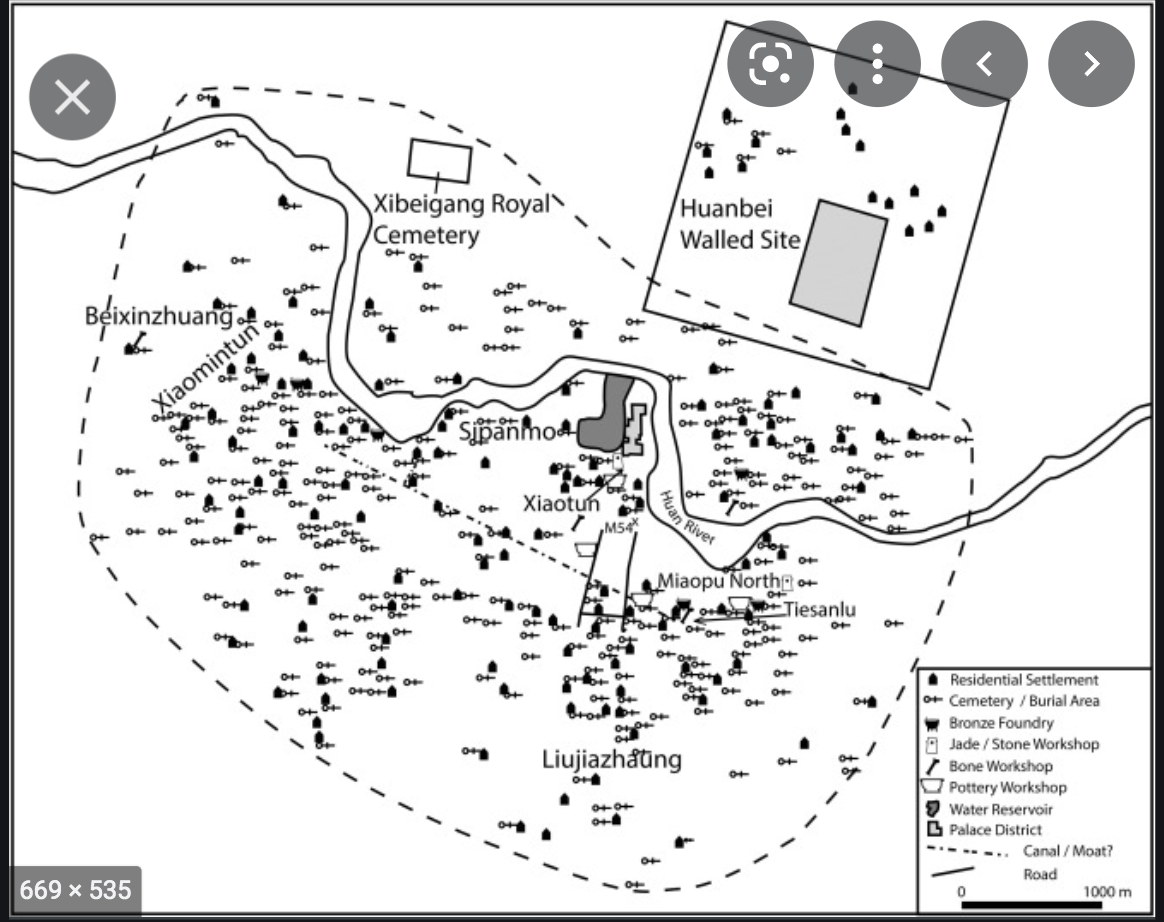 Xibeigang Royal
Cemetery
Huanbei
Walled Site
Beixinzhuang
Xiaomintun
Sipanmo
Xiaotun
Huan River
M54
Miaopu North
Tiesanlu
Liujiazhaung
Residential Settlement
Cemetery / Burial Area
Bronze Foundry
Jade / Stone Workshop
Bone Workshop
Pottery Workshop
Water Reservoir
Palace District
Canal / Moat?
Road
0 1000 m
669 × 535